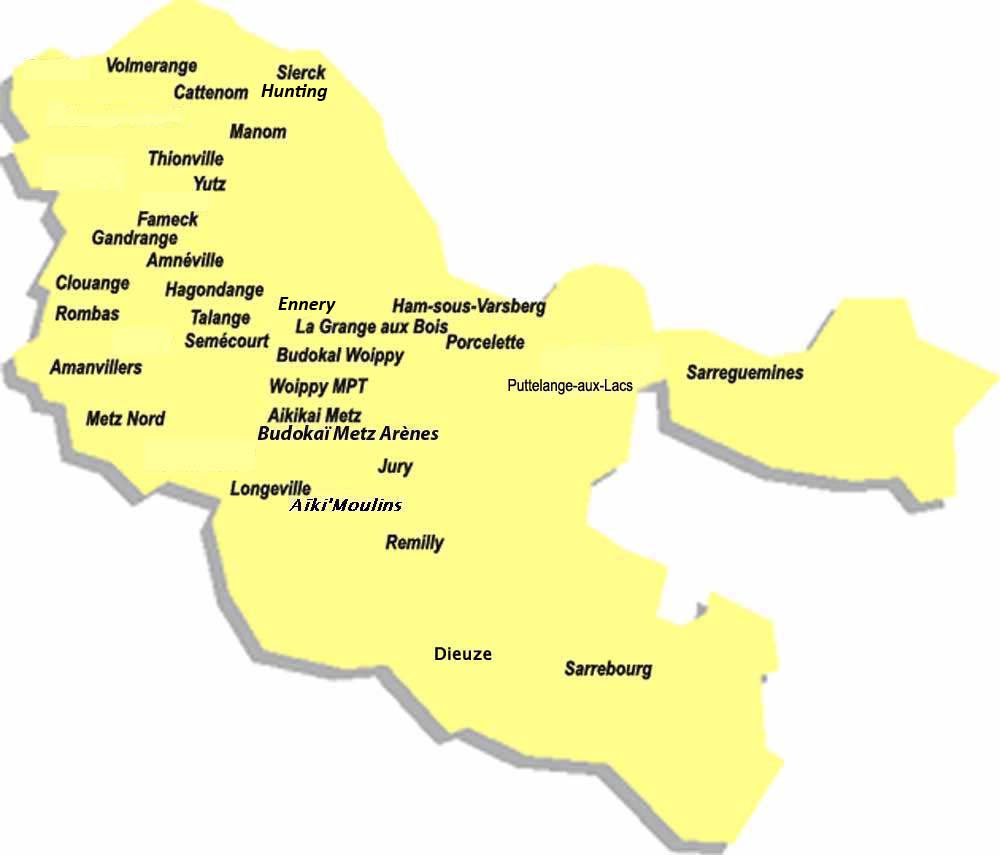 Volmerange
Sierck
Cattenom
Hunting
Manom
Thionville
Yutz
Fameck
Gandrange
Amnéville
Clouange
Hagondange
Ennery
Ham-sous-Varsberg
Rombas
Talange
La Grange aux Bois
Semécourt
Porcelette
Budokal Woippy
Amanvillers
Sarreguemines
Woippy MPT
Puttelange-aux-Lacs
Metz Nord
Aikikai Metz
Budokaï Metz Arènes
Jury
Longeville
Aïki'Moulins
Remilly
Dieuze
Sarrebourg